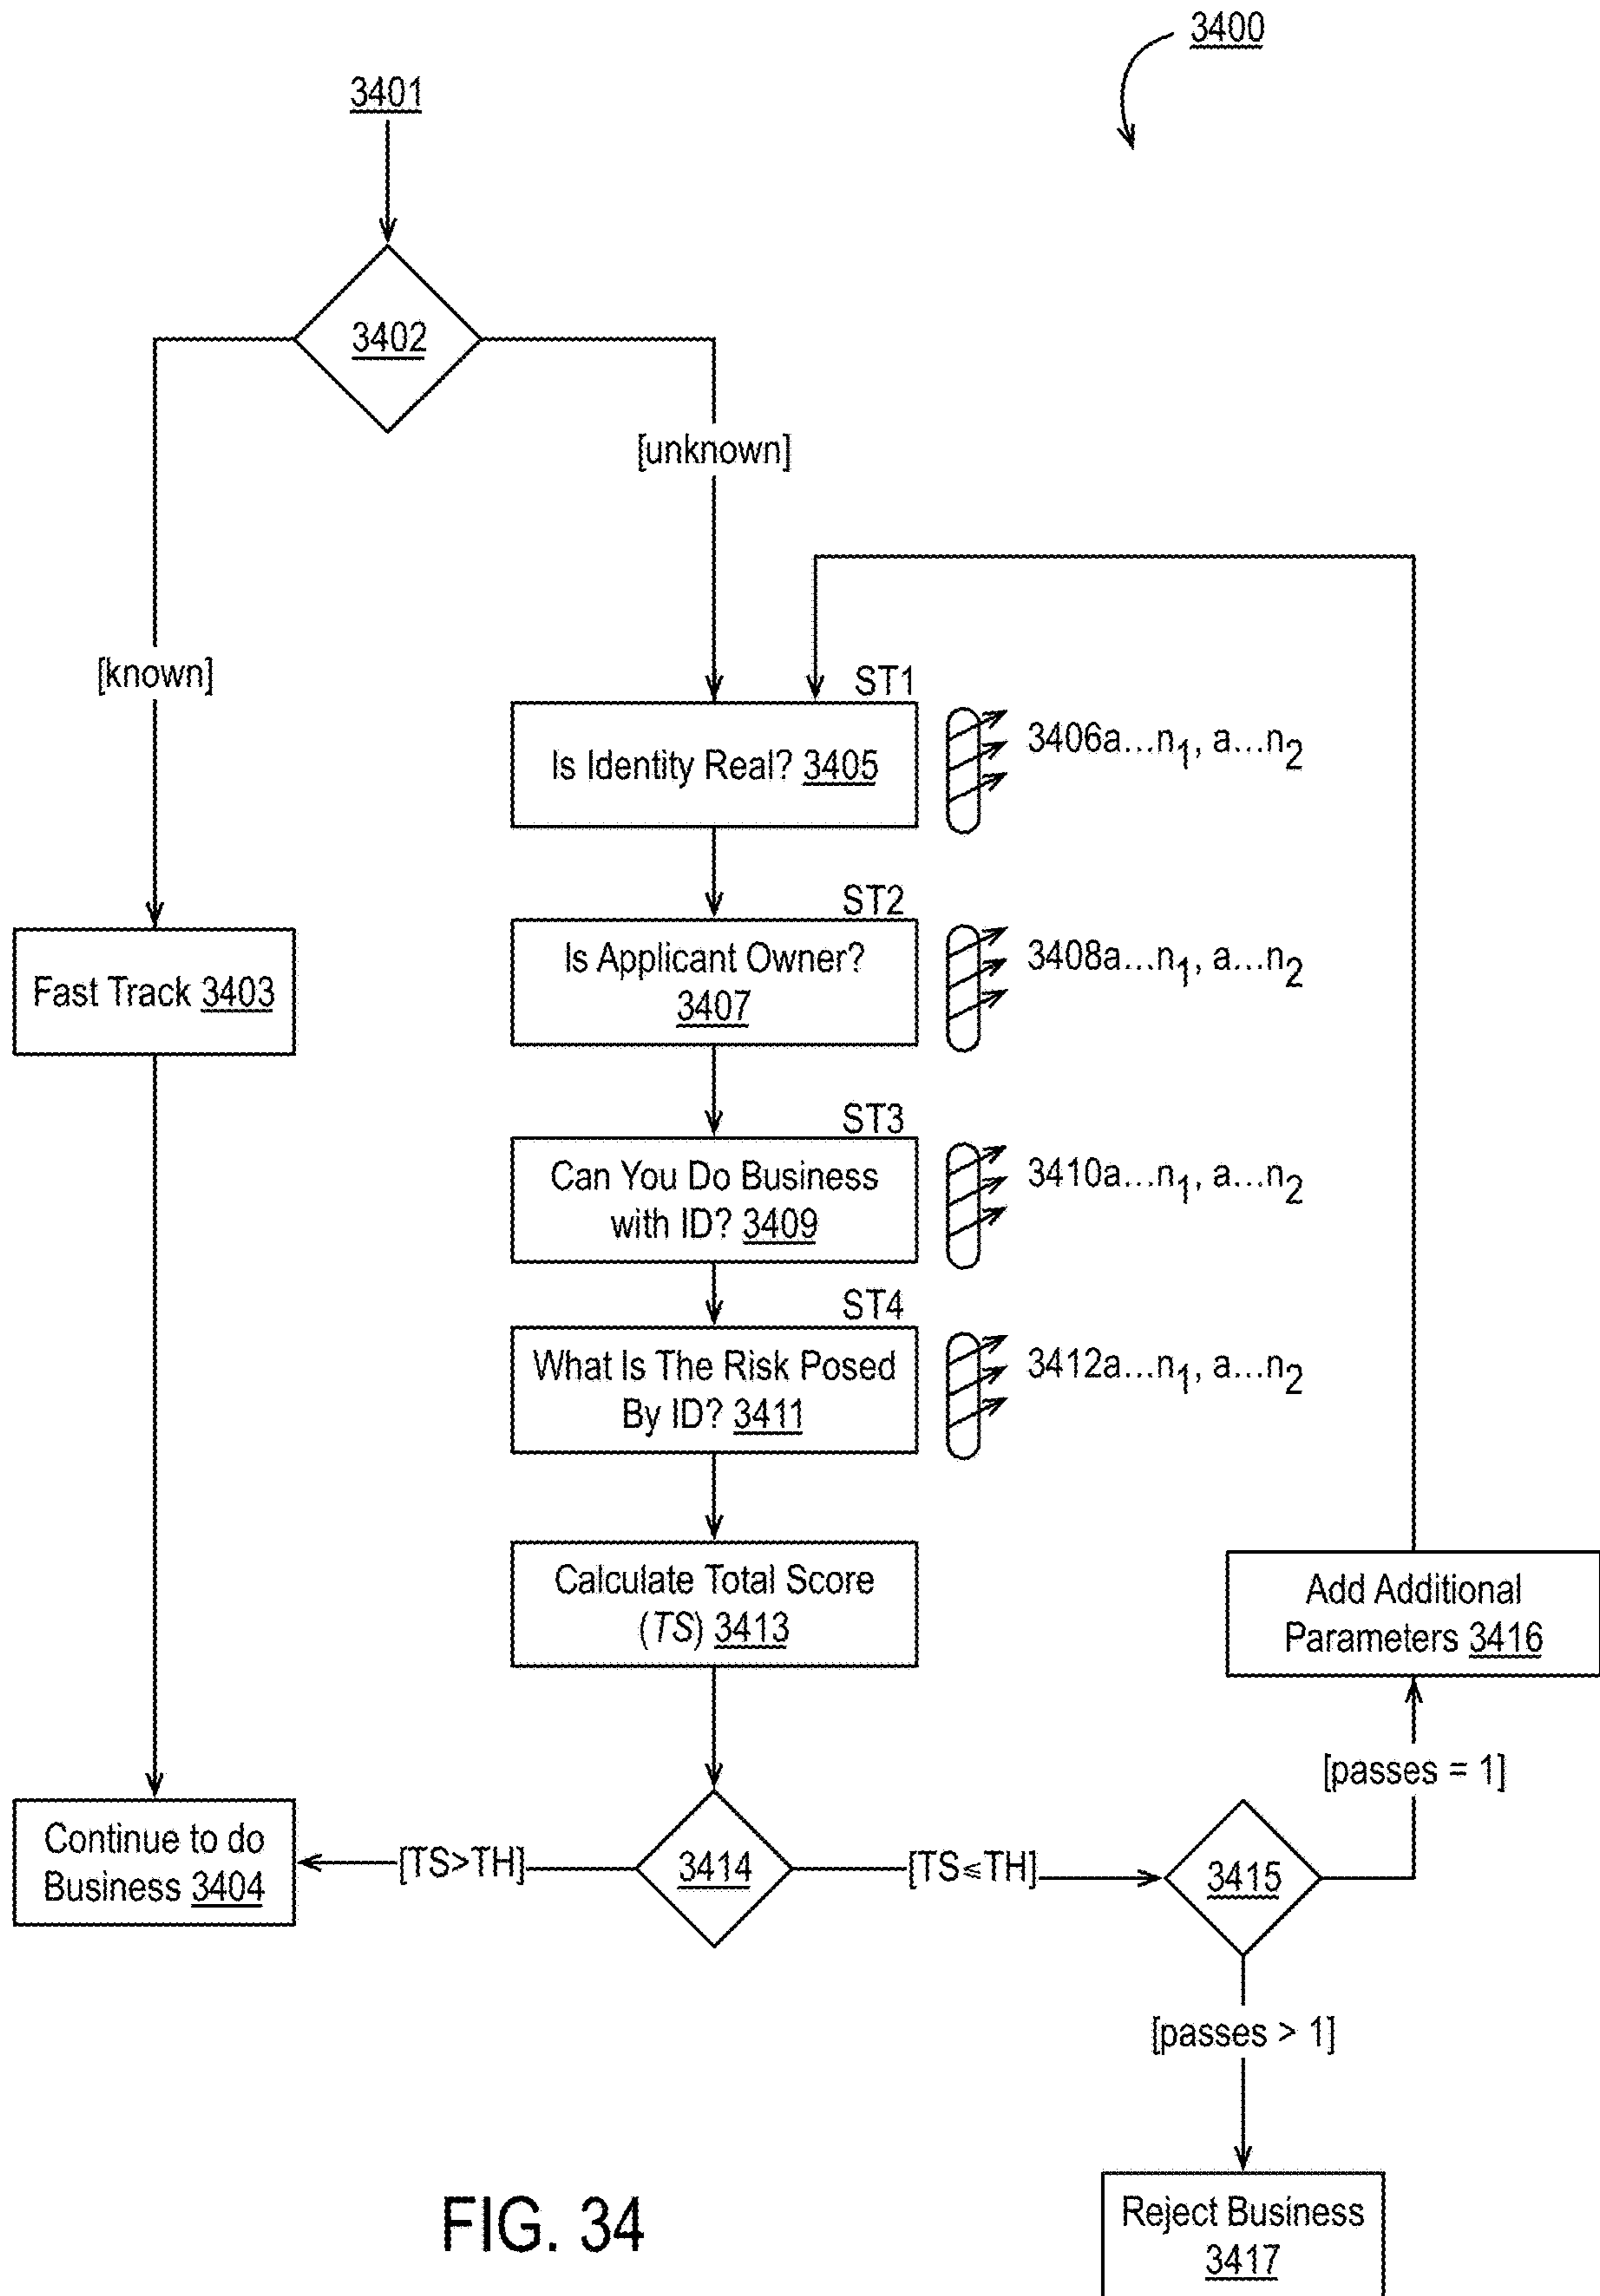 3400
3401
3402
[unknown]
[known]
ST1
Is Identity Real? 3405
3406a...n1, a...n2
ST2
Is Applicant Owner?
3407
3408a...n1, a...n2
Fast Track 3403
ST3
Can You Do Business
with ID? 3409
3410a...n1, a...n2
ST4
What Is The Risk Posed
By ID? 3411
3412a...n1, a...n2
Calculate Total Score
(TS) 3413
Add Additional
Parameters 3416
[passes = 1]
Continue to do
Business 3404
[TS>TH]
3414
[TS≤TH]
3415
[passes > 1]
Reject Business
3417
FIG. 34